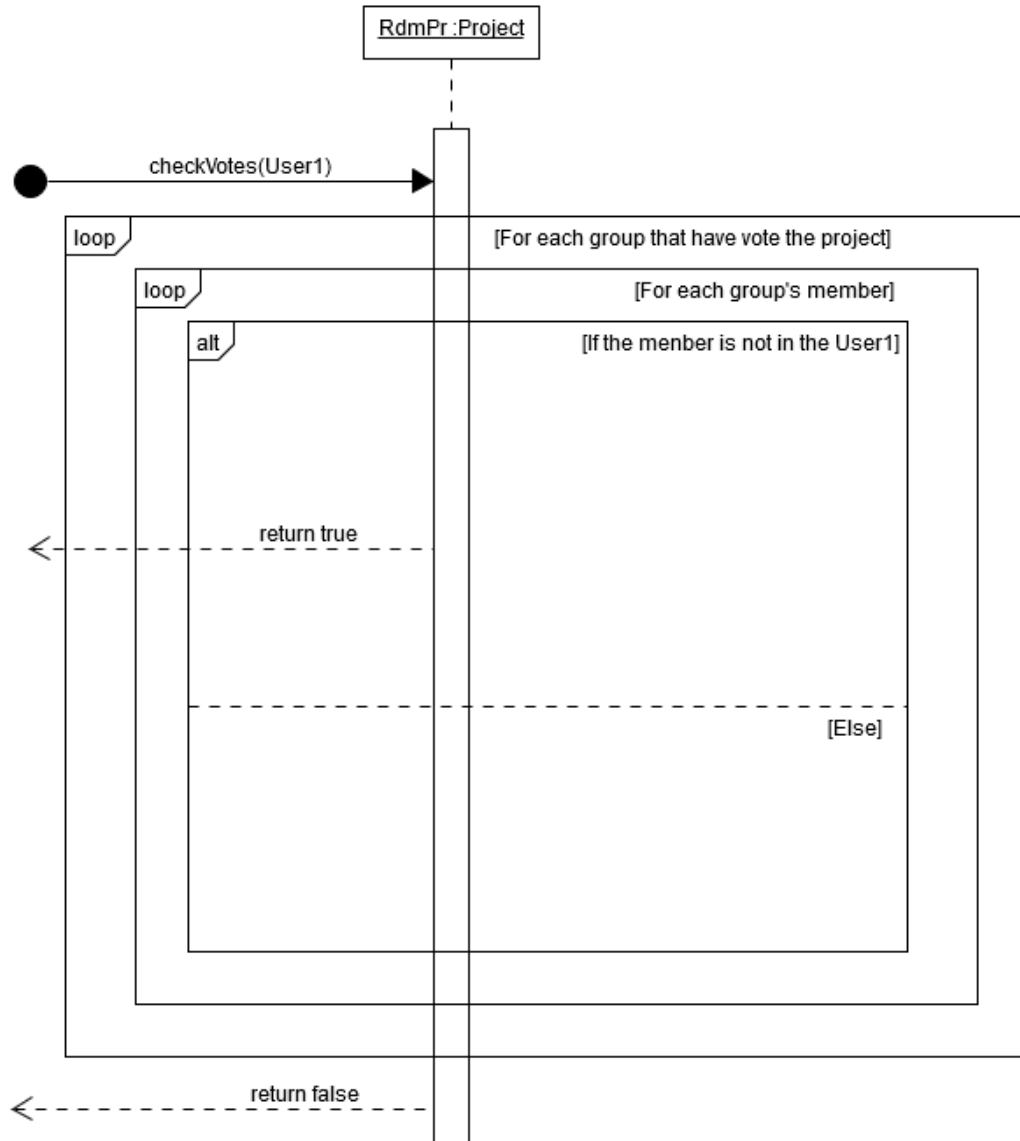 RdmPr :Project
checkVotes(User1)
loop
[For each group that have vote the project]
loop
[For each group's member]
alt
[If the menber is not in the User1]
return true
[Else]
return false